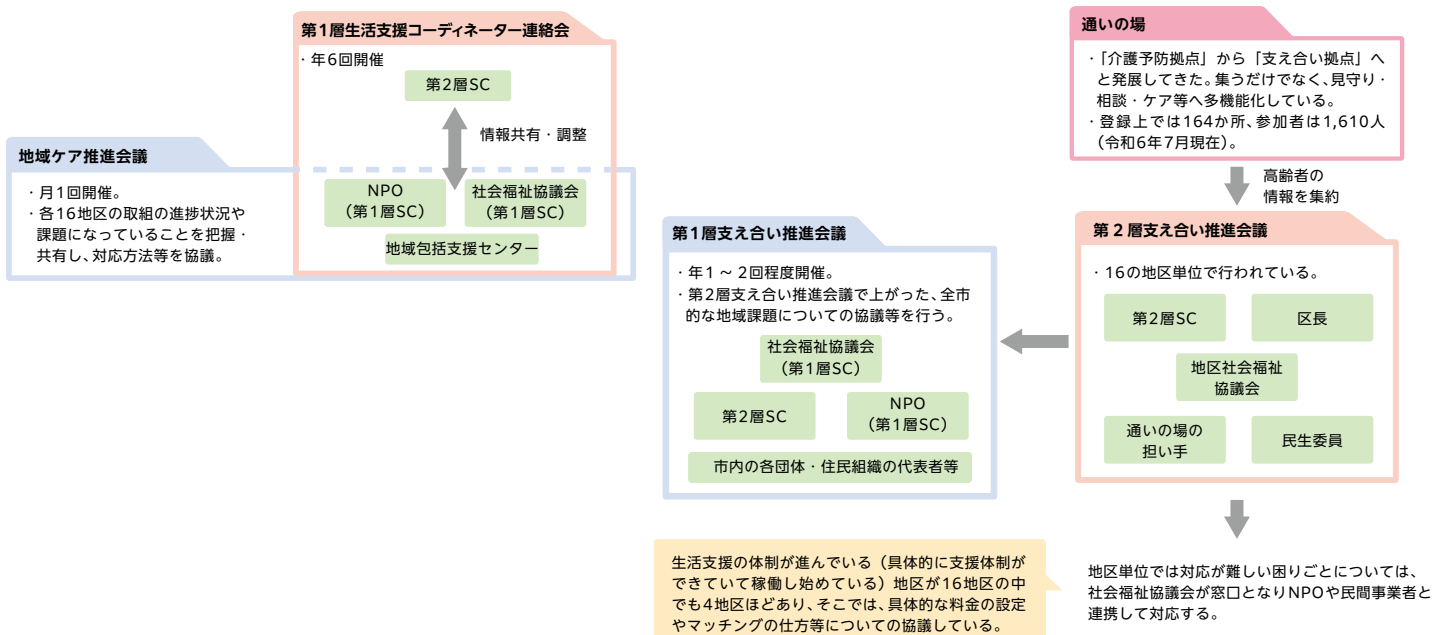 第1層生活支援コーディネーター連絡会
・年6回開催
第2層SC
情報共有・調整
地域ケア推進会議
・月1回開催。
・各16地区の取組の進捗状況や
課題になっていることを把握・
共有し、対応方法等を協議。
NPO
（第1層SC）
社会福祉協議会
（第1層SC）
地域包括支援センター
通いの場
・「介護予防拠点」から「支え合い拠点」へ
と発展してきた。集うだけでなく、見守り・
相談・ケア等へ多機能化している。
・登録上では164か所、参加者は1,610人
（令和6年7月現在）。
高齢者の
情報を集約
第2層支え合い推進会議
・16の地区単位で行われている。
第2層SC
区長
地区社会福祉
協議会
通いの場の
担い手
民生委員
第1層支え合い推進会議
・年1～2回程度開催。
・第2層支え合い推進会議で上がった、全市
的な地域課題についての協議等を行う。
社会福祉協議会
（第1層SC）
第2層SC
NPO
（第1層SC）
市内の各団体・住民組織の代表者等
生活支援の体制が進んでいる（具体的に支援体制が
できていて稼働し始めている）地区が16地区の中
でも4地区ほどあり、そこでは、具体的な料金の設定
やマッチングの仕方等についての協議している。
地区単位では対応が難しい困りごとについては、
社会福祉協議会が窓口となりNPOや民間事業者と
連携して対応する。